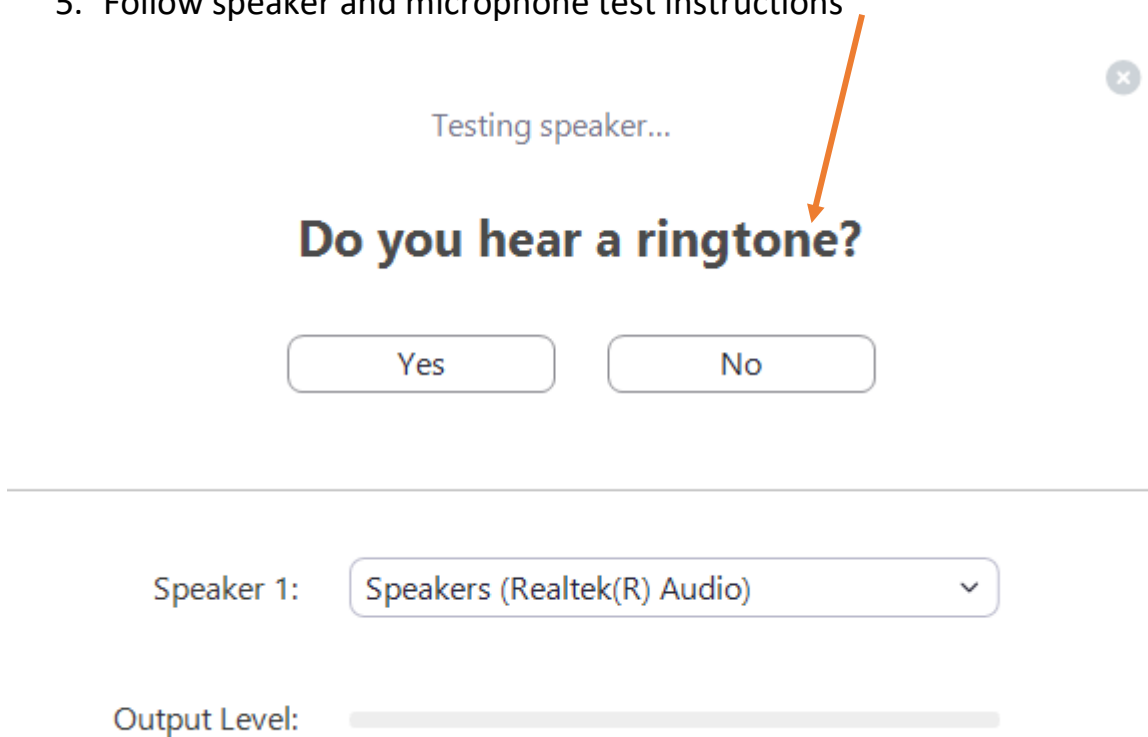 5. Follow speaker and microphone test instructions
Testing speaker...
Do you hear a ringtone?
Yes No
Speaker 1: Speakers (Realtek(R) Audio)
Output Level: